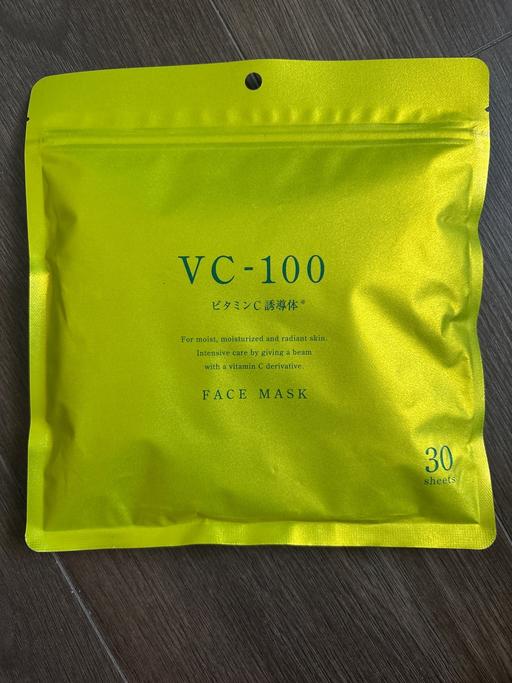 VC-100
ビタミンC誘導体※
For moist, moisturized and radiant skin.
Intensive care by giving a beam
with a vitamin C derivative.
FACE MASK
30
sheets